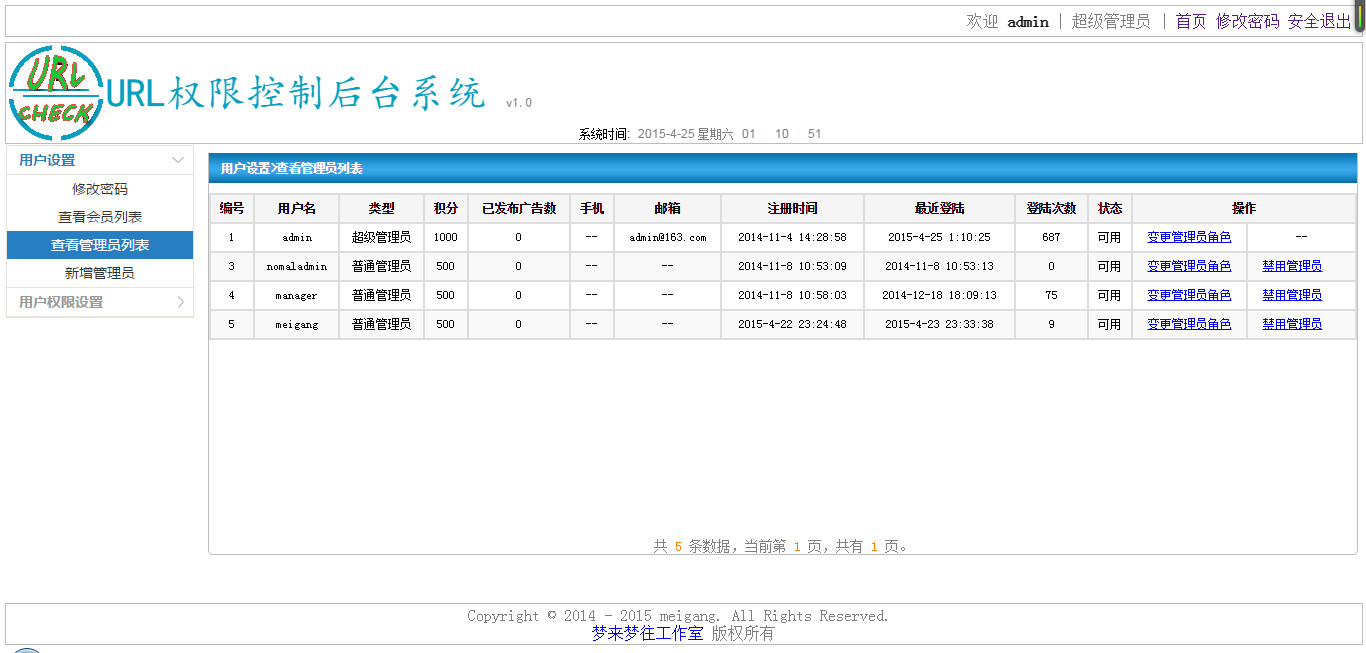 欢迎 admin | 超级管理员 | 首页 修改密码 安全退出
URL CHECK
URL权限控制后台系统 v1.0
系统时间: 2015-4-25 星期六 01 10 51
用户设置
修改密码
查看会员列表
查看管理员列表
新增管理员
用户权限设置
用户设置>查看管理员列表
编号 用户名 类型 积分 已发布广告数 手机 邮箱 注册时间 最近登陆 登陆次数 状态 操作
1 admin 超级管理员 1000 0 -- admin@163.com 2014-11-4 14:28:58 2015-4-25 1:10:25 687 可用 变更管理员角色 --
3 nomaladmin 普通管理员 500 0 -- -- 2014-11-8 10:53:09 2014-11-8 10:53:13 0 可用 变更管理员角色 禁用管理员
4 manager 普通管理员 500 0 -- -- 2014-11-8 10:58:03 2014-12-18 18:09:13 75 可用 变更管理员角色 禁用管理员
5 meigang 普通管理员 500 0 -- -- 2015-4-22 23:24:48 2015-4-23 23:33:38 9 可用 变更管理员角色 禁用管理员
共 5 条数据，当前第 1 页，共有 1 页。
Copyright © 2014 - 2015 meigang. All Rights Reserved.
梦来梦往工作室 版权所有